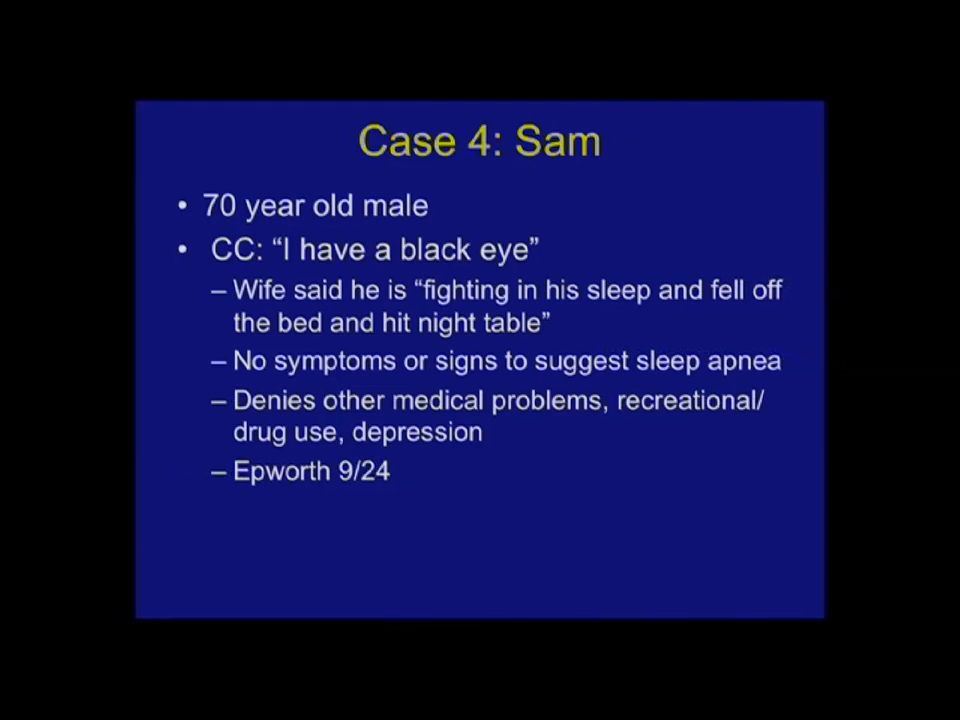 Case 4: Sam
• 70 year old male
• CC: “I have a black eye”
– Wife said he is “fighting in his sleep and fell off
the bed and hit night table”
– No symptoms or signs to suggest sleep apnea
– Denies other medical problems, recreational/
drug use, depression
– Epworth 9/24